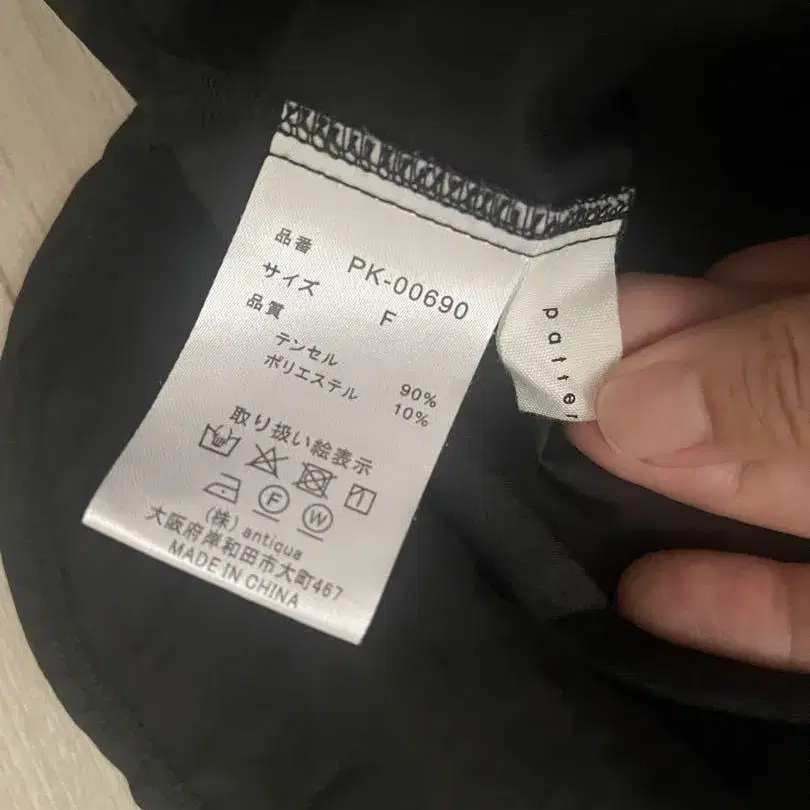 品番 PK-00690
サイズ F
品質
テンセル 90%
ポリエステル 10%
取り扱い絵表示
F W
(株) antiqua
大阪府岸和田市大町467
MADE IN CHINA
patter